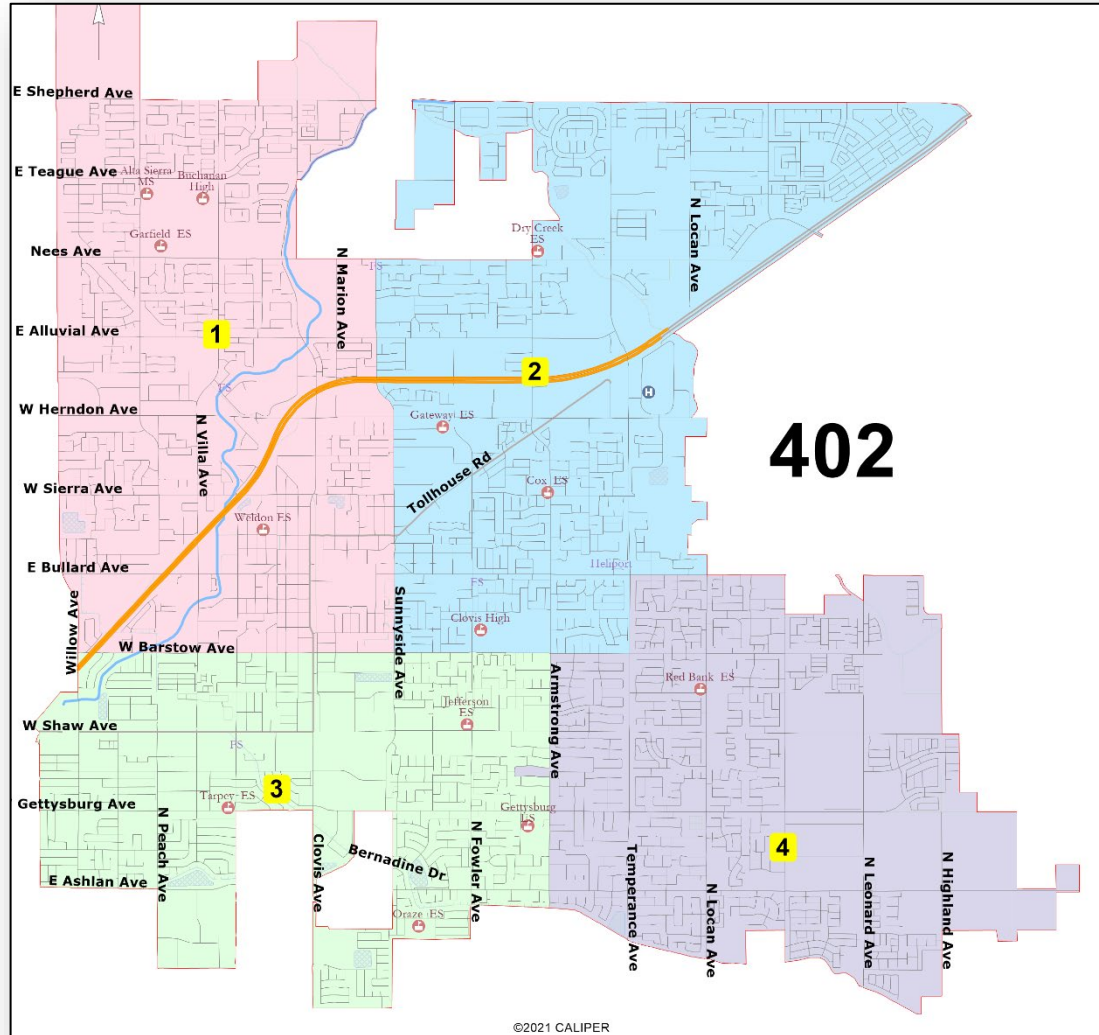 E Shepherd Ave
E Teague Ave
Alta Sierra
MS
Buchanan
High
Garfield ES
Nees Ave
N Marion Ave
Dry Creek
ES
N Locan Ave
FS
E Alluvial Ave
1
2
FS
W Herndon Ave
N Villa Ave
Gateway ES
H
402
W Sierra Ave
Tollhouse Rd
Cox ES
Weldon ES
E Bullard Ave
Heliport
FS
Willow Ave
Sunnyside Ave
Clovis High
W Barstow Ave
Armstrong Ave
Red Bank ES
Jefferson
ES
W Shaw Ave
FS
3
Tarpey ES
Gettysburg Ave
N Peach Ave
Clovis Ave
Bernadine Dr
N Fowler Ave
Gettysburg
ES
Temperance Ave
4
N Locan Ave
N Leonard Ave
N Highland Ave
E Ashlan Ave
Oraze ES
©2021 CALIPER